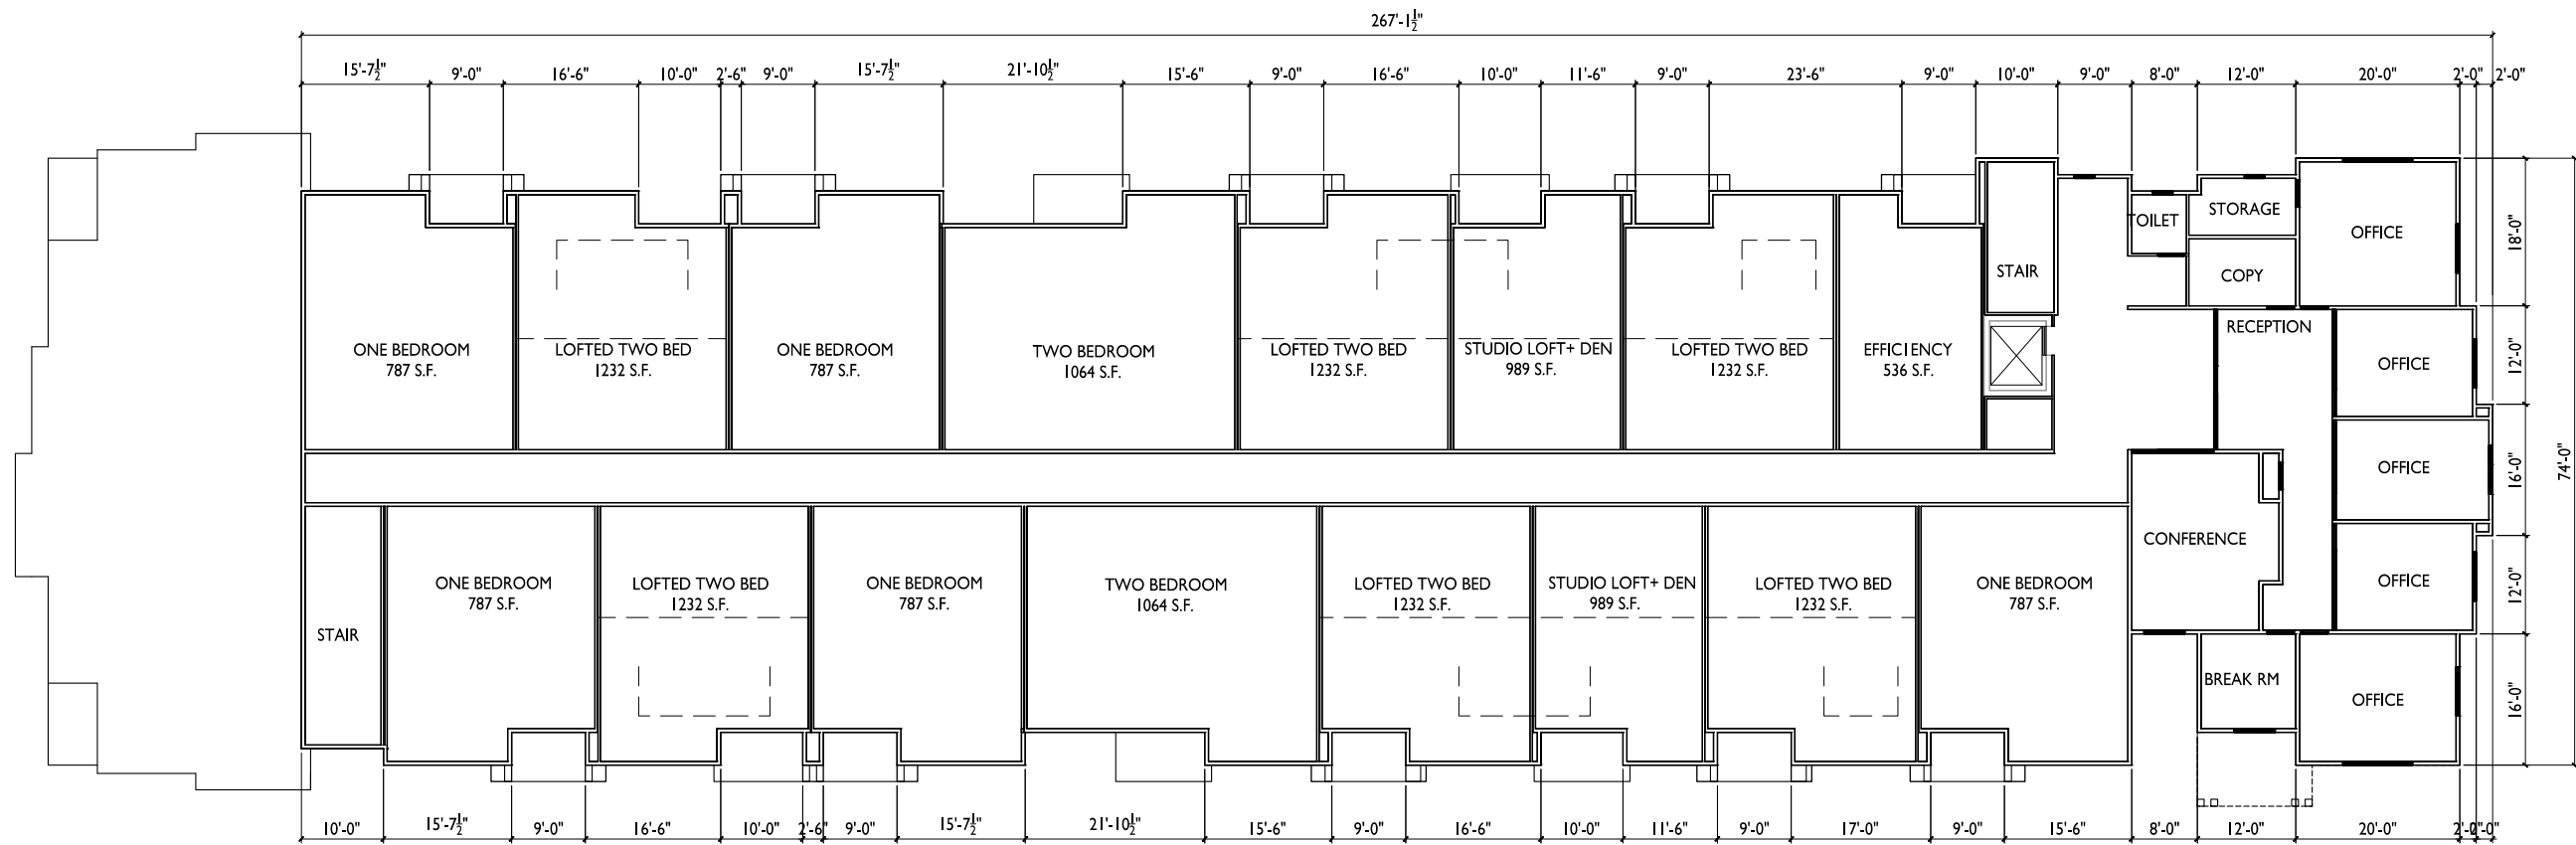 267'-1½"
15'-7½" 9'-0" 16'-6" 10'-0" 2'-6" 9'-0" 15'-7½" 21'-10½" 15'-6" 9'-0" 16'-6" 10'-0" 11'-6" 9'-0" 23'-6" 9'-0" 10'-0" 9'-0" 8'-0" 12'-0" 20'-0" 2'-0" 2'-0"
TOILET
STORAGE
OFFICE
18'-0"
STAIR
COPY
RECEPTION
ONE BEDROOM
787 S.F.
LOFTED TWO BED
1232 S.F.
ONE BEDROOM
787 S.F.
TWO BEDROOM
1064 S.F.
LOFTED TWO BED
1232 S.F.
STUDIO LOFT+ DEN
989 S.F.
LOFTED TWO BED
1232 S.F.
EFFICIENCY
536 S.F.
OFFICE
12'-0"
OFFICE
16'-0"
74'-0"
CONFERENCE
OFFICE
12'-0"
STAIR
ONE BEDROOM
787 S.F.
LOFTED TWO BED
1232 S.F.
ONE BEDROOM
787 S.F.
TWO BEDROOM
1064 S.F.
LOFTED TWO BED
1232 S.F.
STUDIO LOFT+ DEN
989 S.F.
LOFTED TWO BED
1232 S.F.
ONE BEDROOM
787 S.F.
BREAK RM
OFFICE
16'-0"
10'-0" 15'-7½" 9'-0" 16'-6" 10'-0" 2'-6" 9'-0" 15'-7½" 21'-10½" 15'-6" 9'-0" 16'-6" 10'-0" 11'-6" 9'-0" 17'-0" 9'-0" 15'-6" 8'-0" 12'-0" 20'-0" 2'-0" 2'-0"